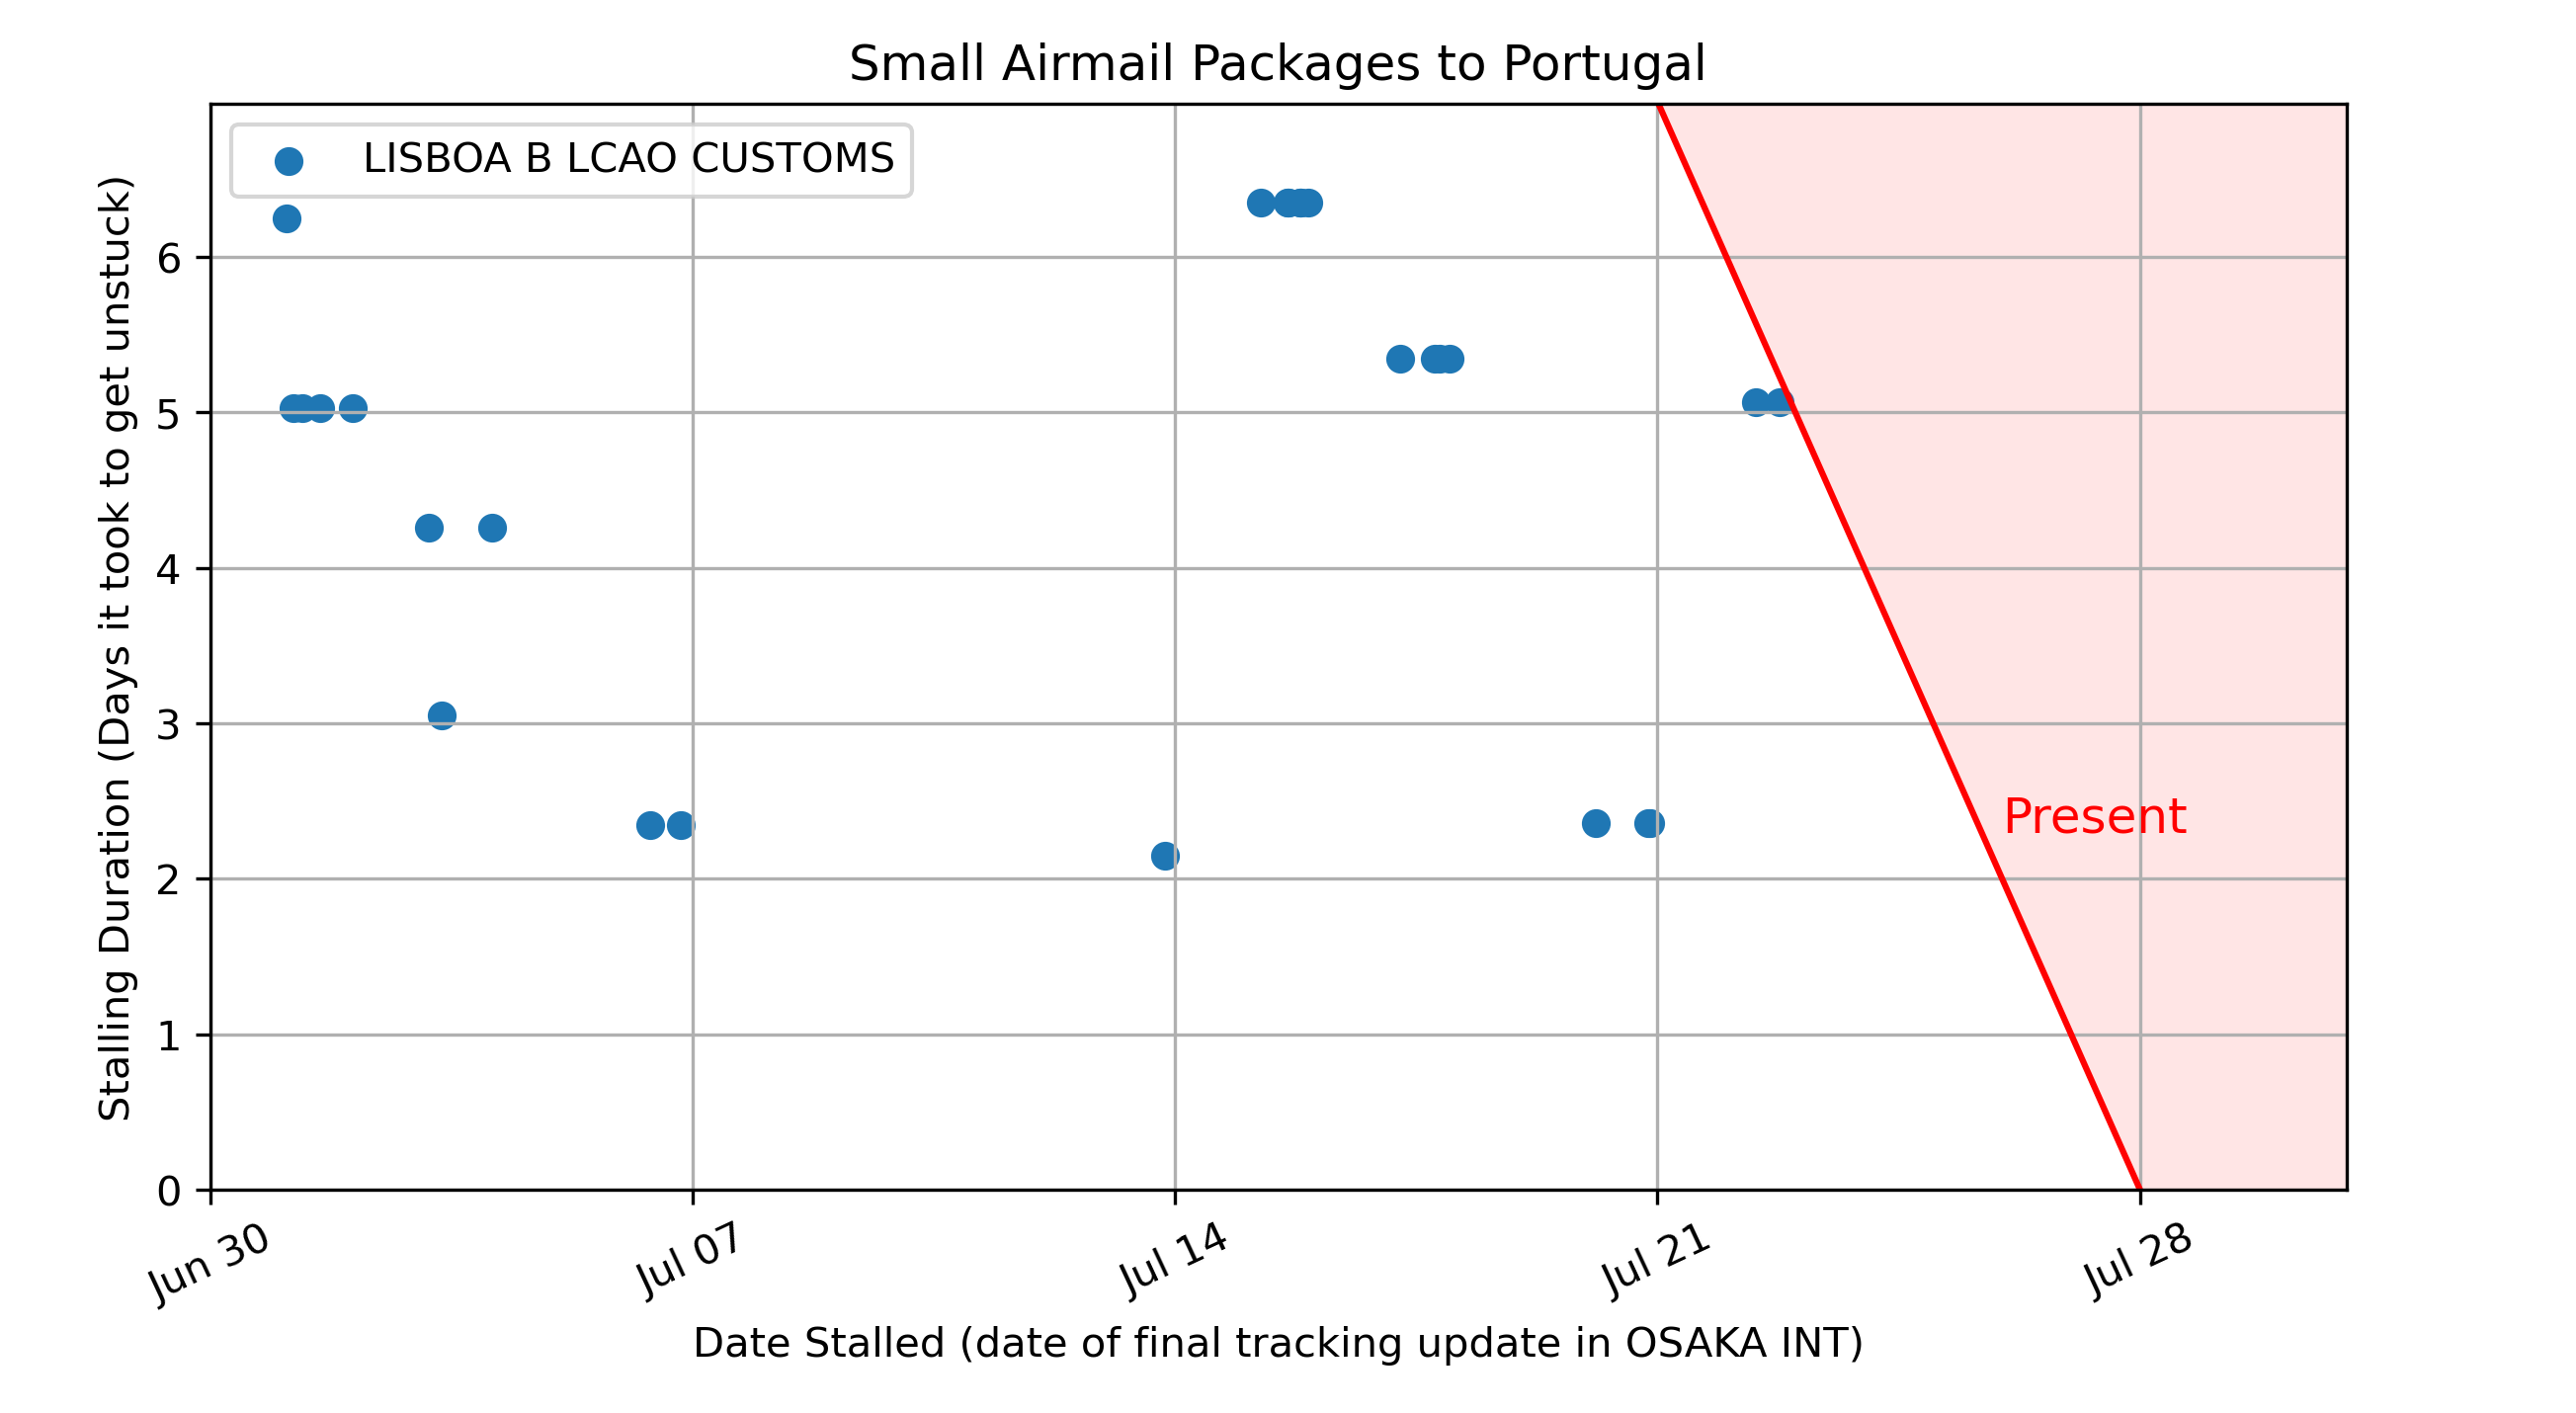 Small Airmail Packages to Portugal
LISBOA B LCAO CUSTOMS
Stalling Duration (Days it took to get unstuck)
6
5
4
3
2
1
0
Present
Jun 30
Jul 07
Jul 14
Jul 21
Jul 28
Date Stalled (date of final tracking update in OSAKA INT)